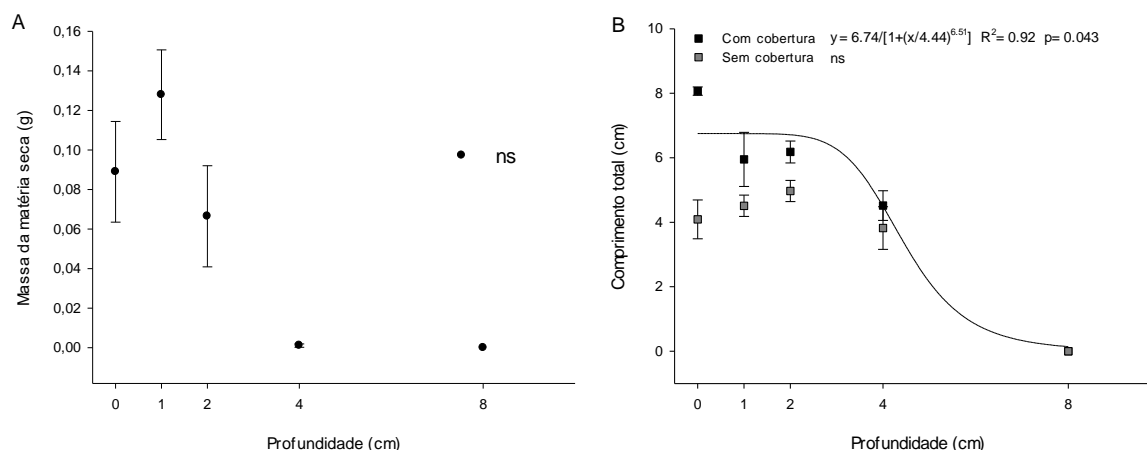 A
Massa da matéria seca (g)
0,16
0,14
0,12
0,10
0,08
0,06
0,04
0,02
0,00
ns
0 1 2 4 8
Profundidade (cm)
B
Comprimento total (cm)
10
8
6
4
2
0
Com cobertura y = 6.74/[1+(x/4.44)^6.51] R^2= 0.92 p= 0.043
Sem cobertura ns
0 1 2 4 8
Profundidade (cm)